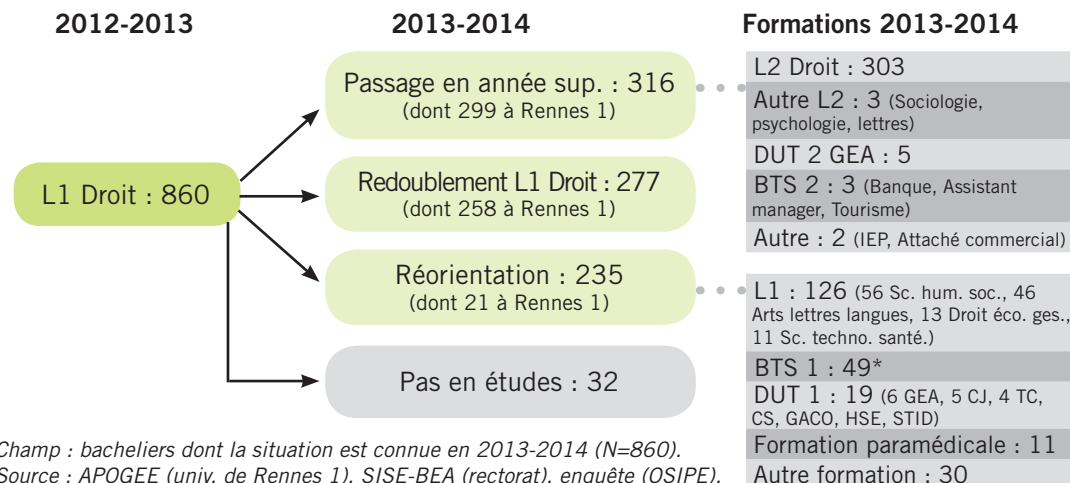 2012-2013
2013-2014
Formations 2013-2014
L1 Droit : 860
Passage en année sup. : 316
(dont 299 à Rennes 1)
Redoublement L1 Droit : 277
(dont 258 à Rennes 1)
Réorientation : 235
(dont 21 à Rennes 1)
Pas en études : 32
L2 Droit : 303
Autre L2 : 3 (Sociologie,
psychologie, lettres)
DUT 2 GEA : 5
BTS 2 : 3 (Banque, Assistant
manager, Tourisme)
Autre : 2 (IEP, Attaché commercial)
L1 : 126 (56 Sc. hum. soc., 46
Arts lettres langues, 13 Droit éco. ges.,
11 Sc. techno. santé.)
BTS 1 : 49*
DUT 1 : 19 (6 GEA, 5 CJ, 4 TC,
CS, GACO, HSE, STID)
Formation paramédicale : 11
Autre formation : 30
Champ : bacheliers dont la situation est connue en 2013-2014 (N=860).
Source : APOGEE (univ. de Rennes 1), SISE-BEA (rectorat), enquête (OSIPE).